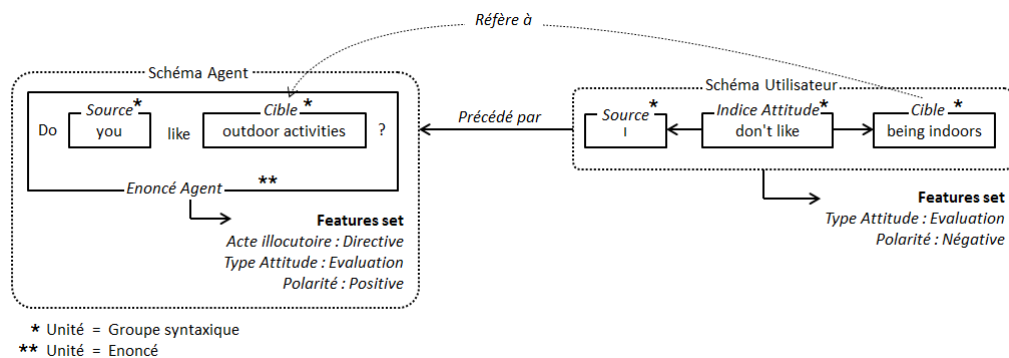 Réfère à
Schéma Agent
Source*
Cible *
Do you like outdoor activities ?
Enoncé Agent **
Features set
Acte illocutoire : Directive
Type Attitude : Evaluation
Polarité : Positive
Précédé par
Schéma Utilisateur
Source *
Indice Attitude*
Cible *
I
don't like
being indoors
Features set
Type Attitude : Evaluation
Polarité : Négative
* Unité = Groupe syntaxique
** Unité = Enoncé